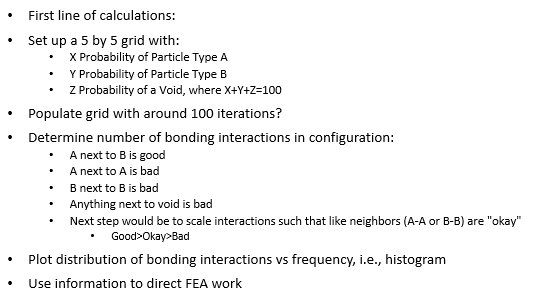 • First line of calculations:
• Set up a 5 by 5 grid with:
• X Probability of Particle Type A
• Y Probability of Particle Type B
• Z Probability of a Void, where X+Y+Z=100
• Populate grid with around 100 iterations?
• Determine number of bonding interactions in configuration:
• A next to B is good
• A next to A is bad
• B next to B is bad
• Anything next to void is bad
• Next step would be to scale interactions such that like neighbors (A-A or B-B) are "okay"
• Good>Okay>Bad
• Plot distribution of bonding interactions vs frequency, i.e., histogram
• Use information to direct FEA work